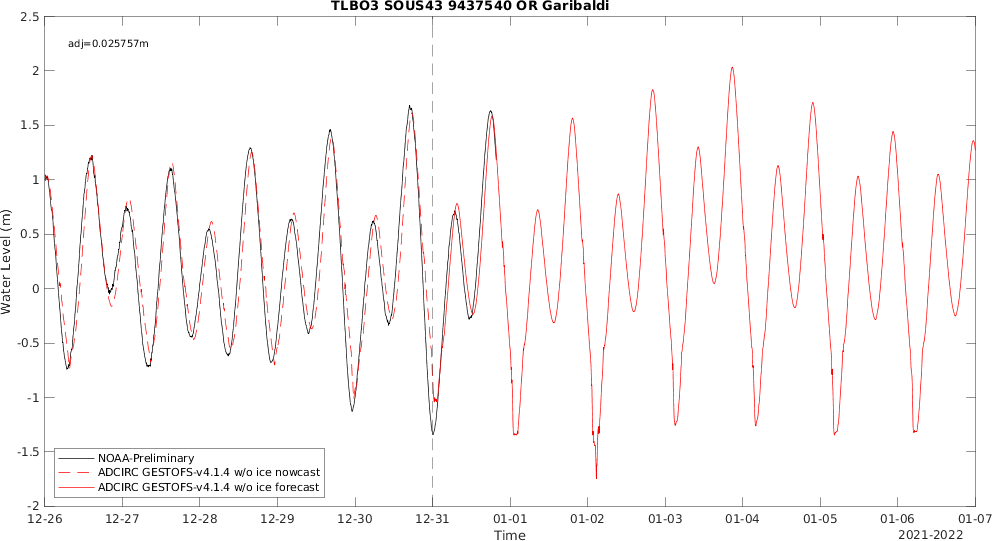 TLBO3 SOUS43 9437540 OR Garibaldi
adj=0.025757m
2.5
2
1.5
1
0.5
0
-0.5
-1
-1.5
-2
Water Level (m)
NOAA-Preliminary
ADCIRC GESTOFS-v4.1.4 w/o ice nowcast
ADCIRC GESTOFS-v4.1.4 w/o ice forecast
12-26 12-27 12-28 12-29 12-30 12-31 01-01 01-02 01-03 01-04 01-05 01-06 01-07
Time
2021-2022